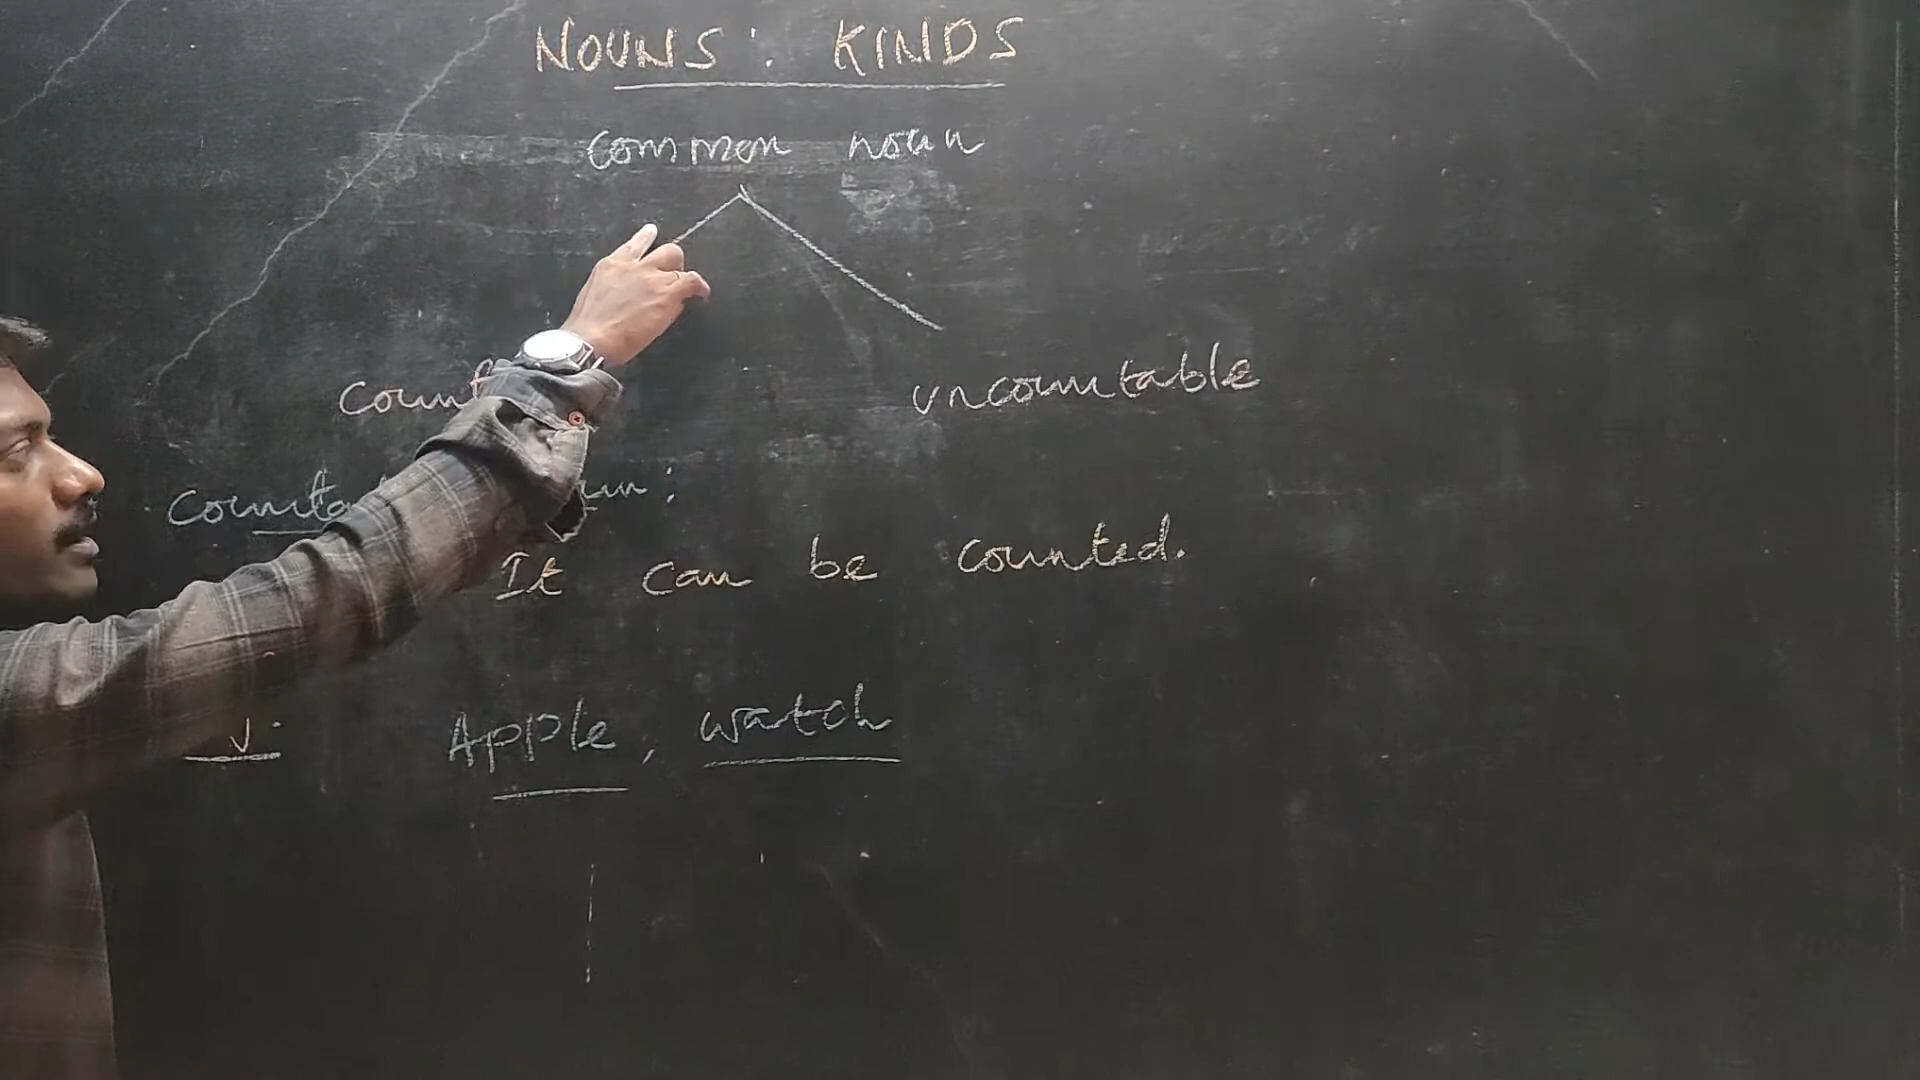 NOUNS: KINDS
common noun
uncountable
It can be counted.
Apple, watch